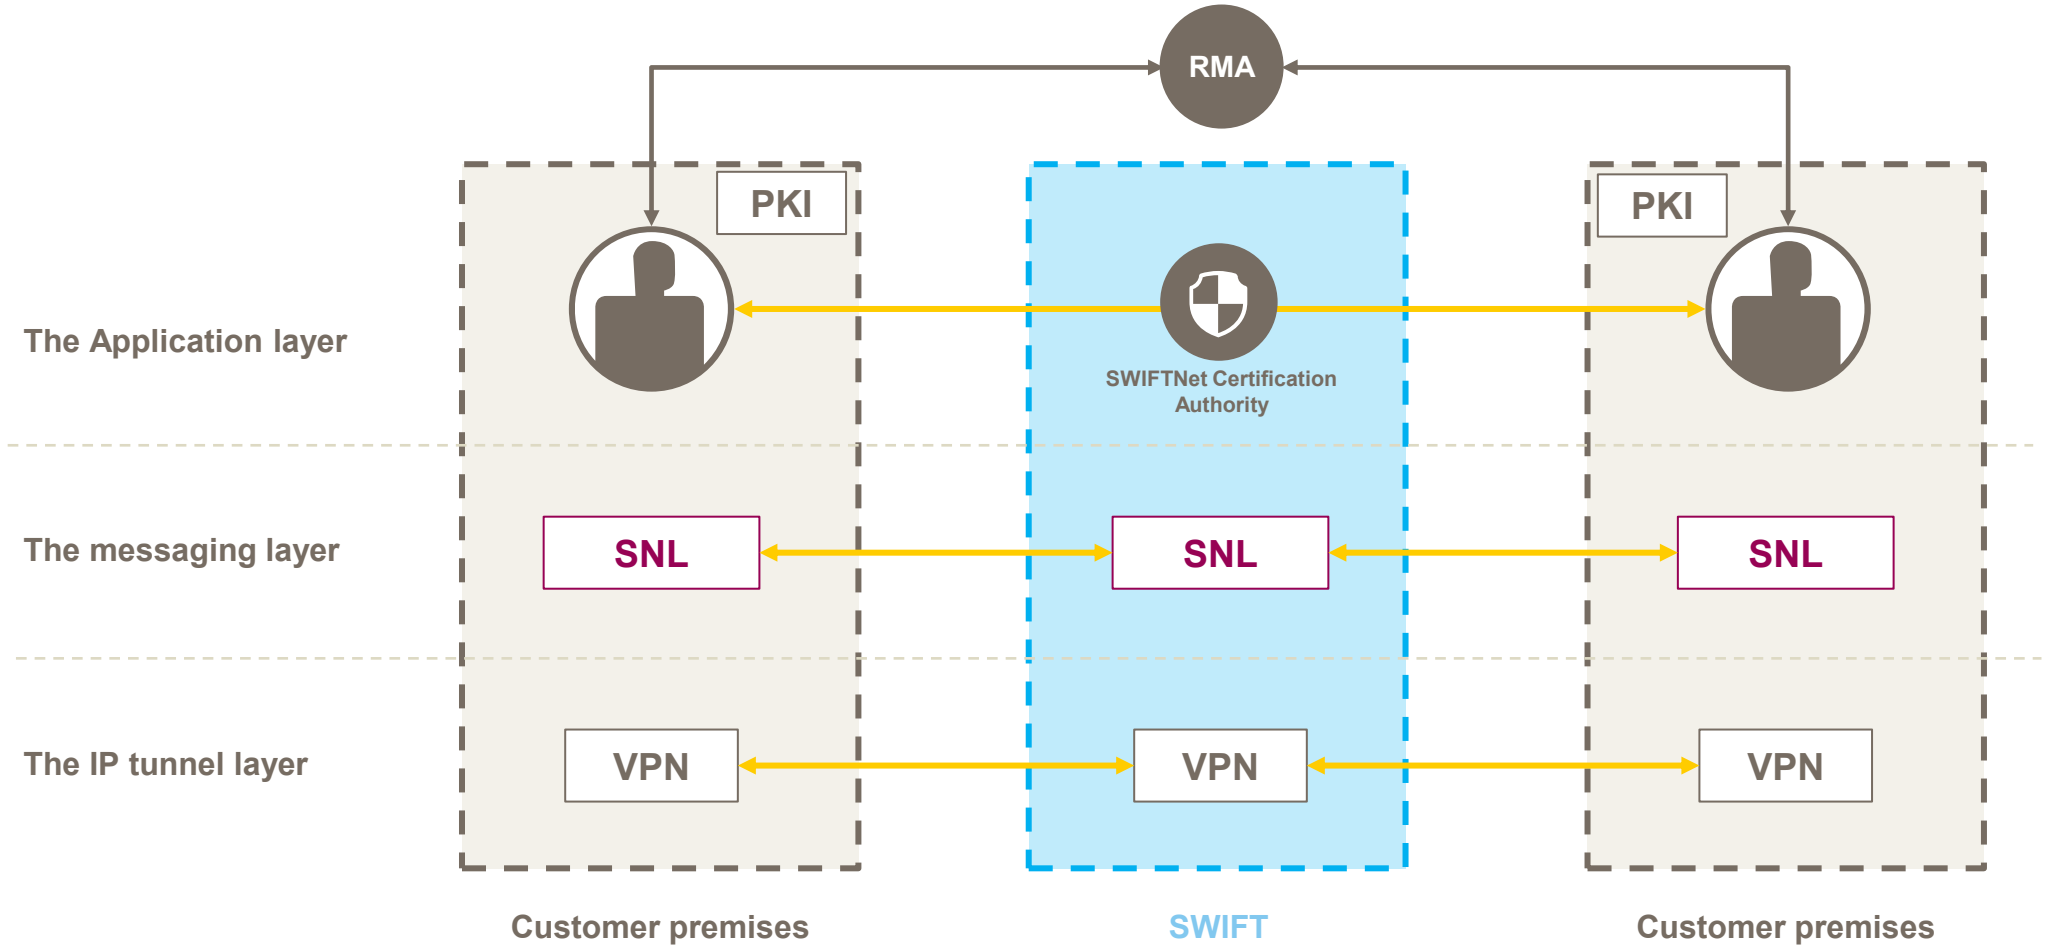 RMA
PKI
PKI
The Application layer
SWIFTNet Certification
Authority
The messaging layer
SNL
SNL
SNL
The IP tunnel layer
VPN
VPN
VPN
Customer premises
SWIFT
Customer premises